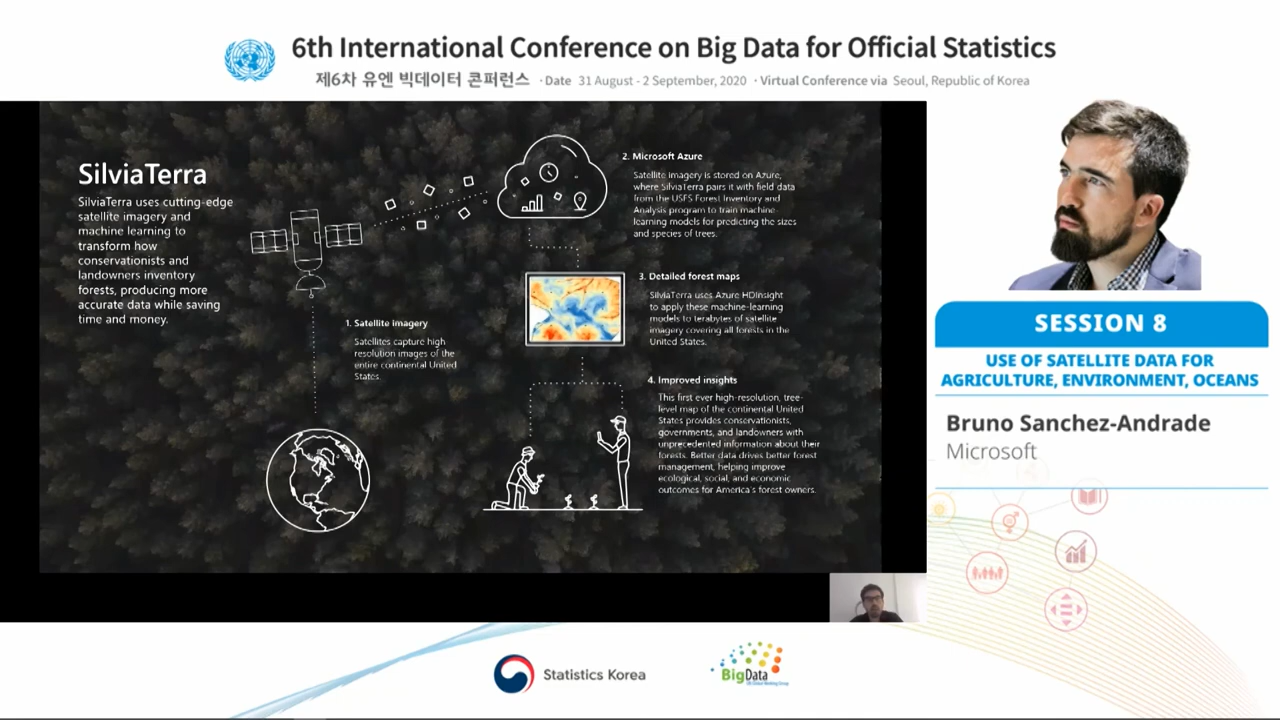 6th International Conference on Big Data for Official Statistics
제6차 유엔 빅데이터 콘퍼런스 · Date 31 August - 2 September, 2020 · Virtual Conference via Seoul, Republic of Korea
SilviaTerra
SilviaTerra uses cutting-edge
satellite imagery and
machine learning to
transform how
conservationists and
landowners inventory
forests, producing more
accurate data while saving
time and money.
1. Satellite imagery
Satellites capture high
resolution images of the
entire continental United
States.
2. Microsoft Azure
Satellite imagery is stored on Azure,
where SilviaTerra pairs it with field data
from the USFS Forest Inventory and
Analysis program to train machine-
learning models for predicting the sizes
and species of trees.
3. Detailed forest maps
SilviaTerra uses Azure HDInsight
to apply these machine-learning
models to terabytes of satellite
imagery covering all forests in the
United States.
4. Improved insights
This first ever high-resolution, tree-
level map of the continental United
States provides conservationists,
governments, and landowners with
unprecedented information about their
forests. Better data drives better forest
management, helping improve
ecological, social, and economic
outcomes for America's forest owners.
SESSION 8
USE OF SATELLITE DATA FOR
AGRICULTURE, ENVIRONMENT, OCEANS
Bruno Sanchez-Andrade
Microsoft
Statistics Korea
BigData
UN Global Working Group